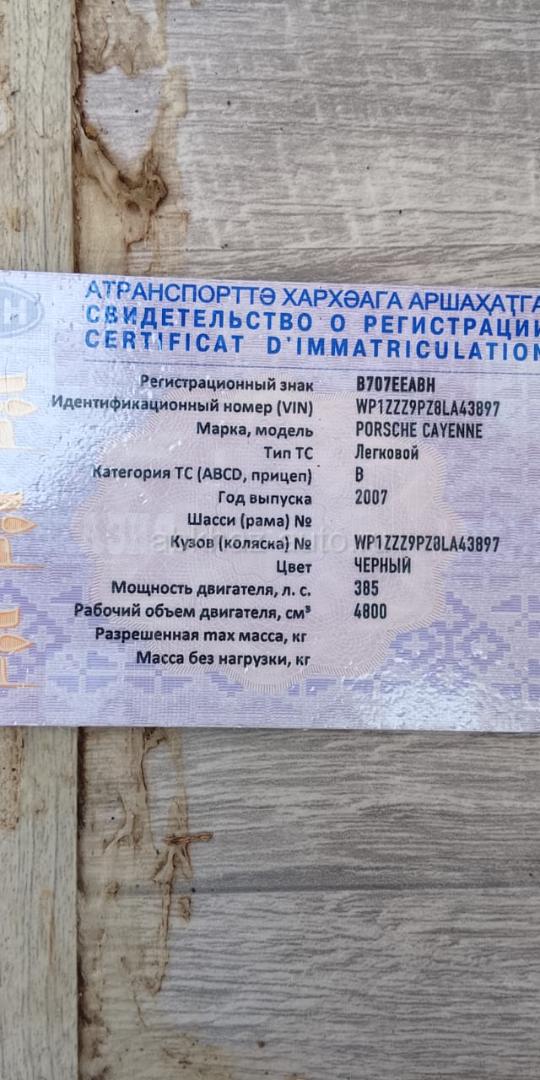 АТРАНСПОРТТӘ ХАРХӘАГА АРШАҲАҬГА
СВИДЕТЕЛЬСТВО О РЕГИСТРАЦИИ
CERTIFICAT D'IMMATRICULATION
Регистрационный знак B707EEABH
Идентификационный номер (VIN) WP1ZZZ9PZ8LA43897
Марка, модель PORSCHE CAYENNE
Тип ТС Легковой
Категория ТС (ABCD, прицеп) B
Год выпуска 2007
Шасси (рама) №
Кузов (коляска) № WP1ZZZ9PZ8LA43897
Цвет ЧЕРНЫЙ
Мощность двигателя, л. с. 385
Рабочий объем двигателя, см³ 4800
Разрешенная max масса, кг
Масса без нагрузки, кг